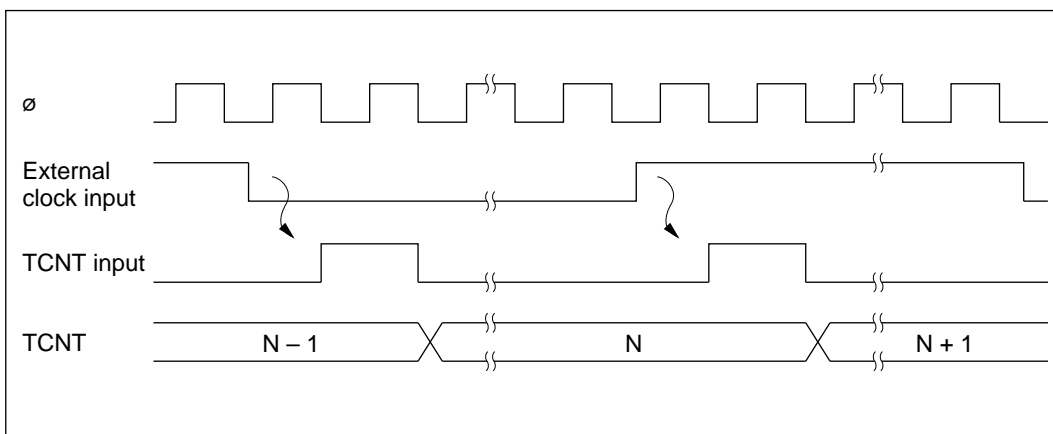 ø
External
clock input
TCNT input
TCNT
N – 1
N
N + 1